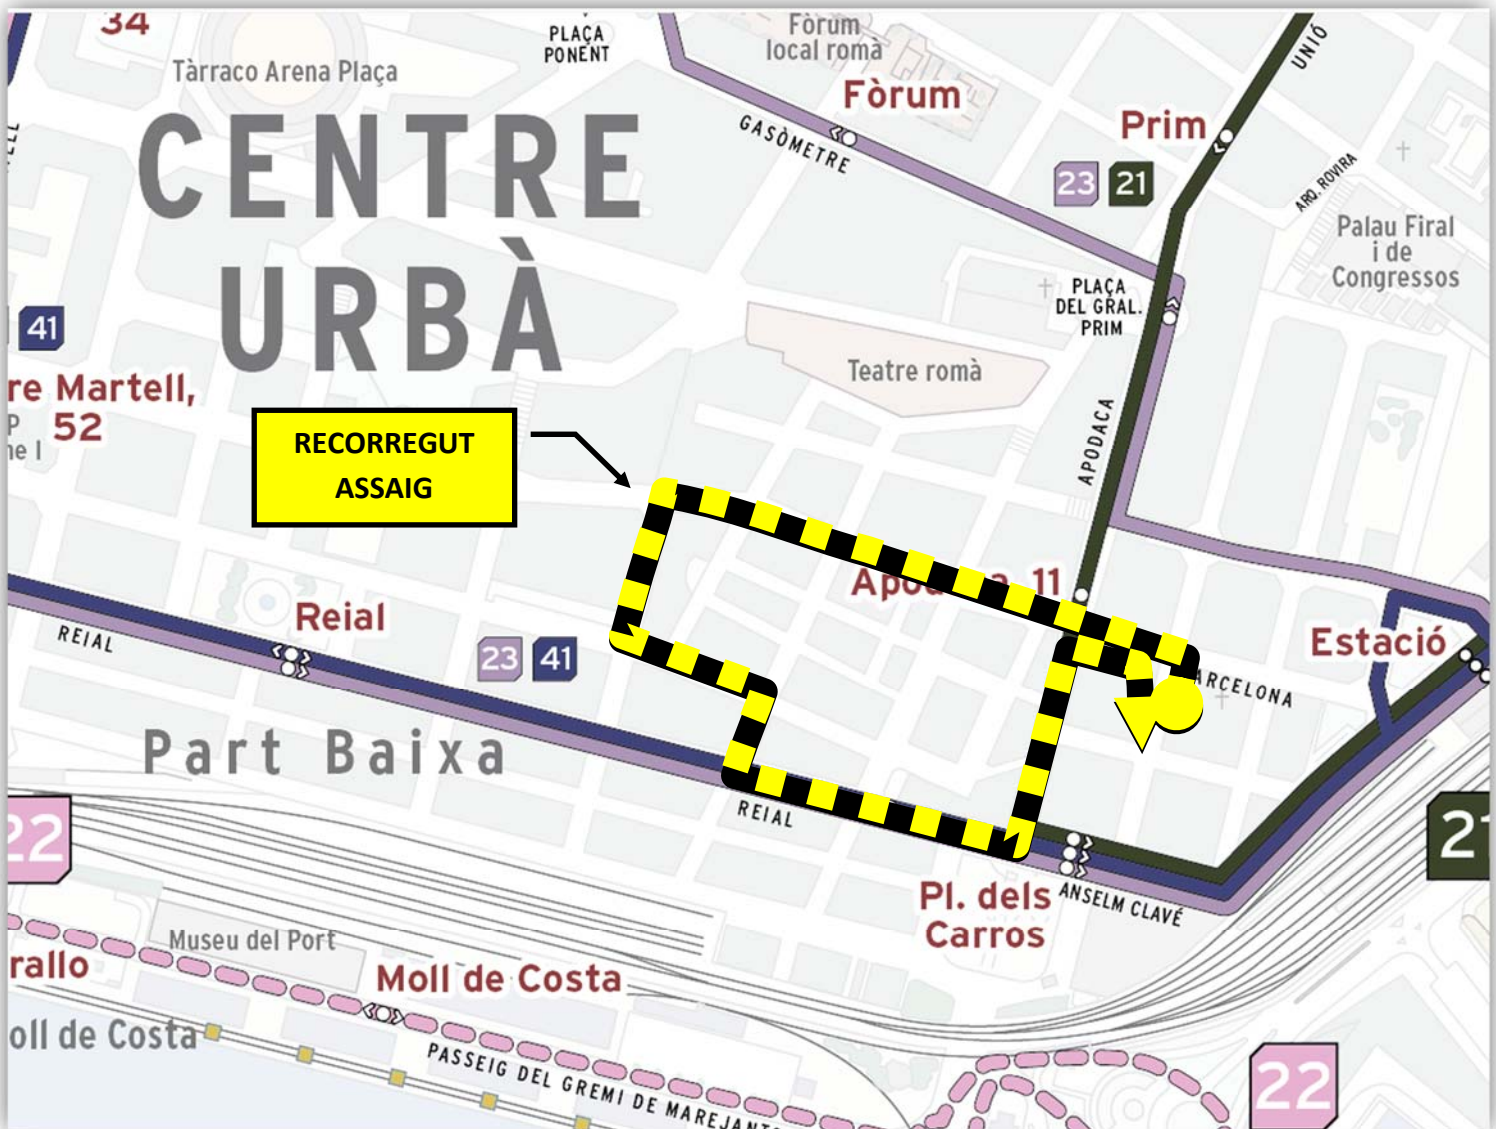 34
Tàrraco Arena Plaça
PLAÇA
PONENT
Fòrum
local romà
Fòrum
GASÒMETRE
Prim
23 21
UNIÓ
ARQ. ROVIRA
Palau Firal
i de
Congressos
CENTRE
URBÀ
PLAÇA
DEL GRAL.
PRIM
41
re Martell,
52
Teatre romà
APODACA
RECORREGUT
ASSAIG
11
Reial
REIAL
23 41
Estació
ARCELONA
Part Baixa
REIAL
22
21
Pl. dels
Carros
ANSELM CLAVÉ
Museu del Port
rallo
Moll de Costa
oll de Costa
PASSEIG DEL GREMI DE MAREJANT
22